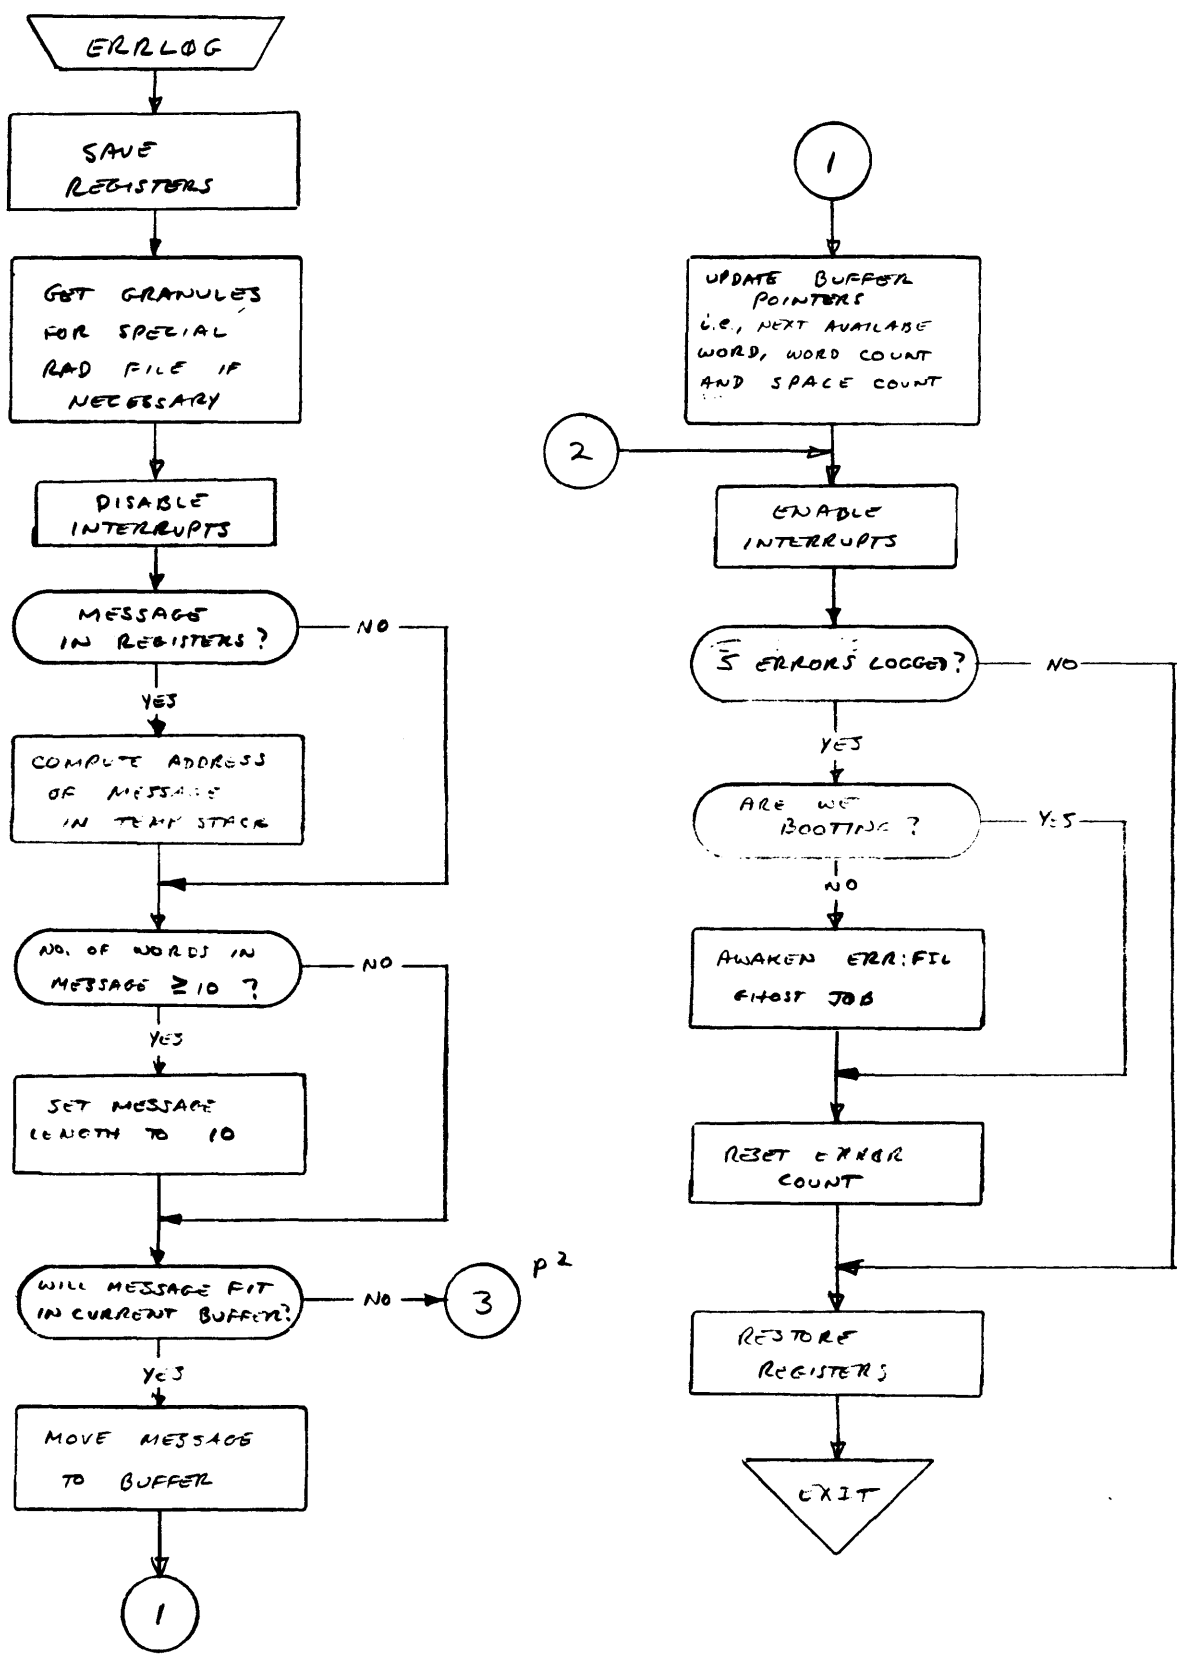 ERRLØG
SAVE
REGISTERS
GET GRANULES
FOR SPECIAL
RAD FILE IF
NECESSARY
DISABLE
INTERRUPTS
MESSAGE
IN REGISTERS?
NO
YES
COMPUTE ADDRESS
OF MESSAGE
IN TEMP STACK
NO. OF WORDS IN
MESSAGE ≥ 10 ?
NO
YES
SET MESSAGE
LENGTH TO 10
WILL MESSAGE FIT
IN CURRENT BUFFER?
NO
3
P2
YES
MOVE MESSAGE
TO BUFFER
1
1
UPDATE BUFFER
POINTERS
i.e., NEXT AVAILABE
WORD, WORD COUNT
AND SPACE COUNT
2
ENABLE
INTERRUPTS
5 ERRORS LOGGED?
NO
YES
ARE WE
BOOTING?
YES
NO
AWAKEN ERR:FIL
GHOST JOB
RESET ERROR
COUNT
RESTORE
REGISTERS
EXIT